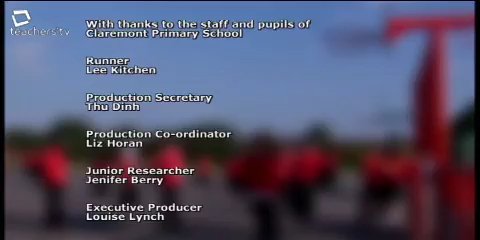 teachers.tv
With thanks to the staff and pupils of
Claremont Primary School
Runner
Lee Kitchen
Production Secretary
Thu Dinh
Production Co-ordinator
Liz Horan
Junior Researcher
Jenifer Berry
Executive Producer
Louise Lynch